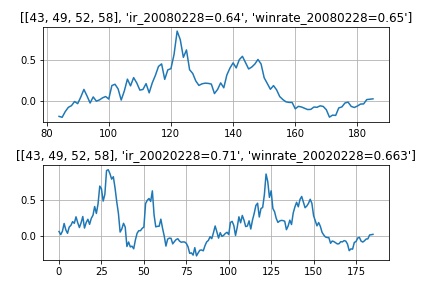 [[43, 49, 52, 58], 'ir_20080228=0.64', 'winrate_20080228=0.65']
0.5
0.0
80 100 120 140 160 180
[[43, 49, 52, 58], 'ir_20020228=0.71', 'winrate_20020228=0.663']
0.5
0.0
0 25 50 75 100 125 150 175